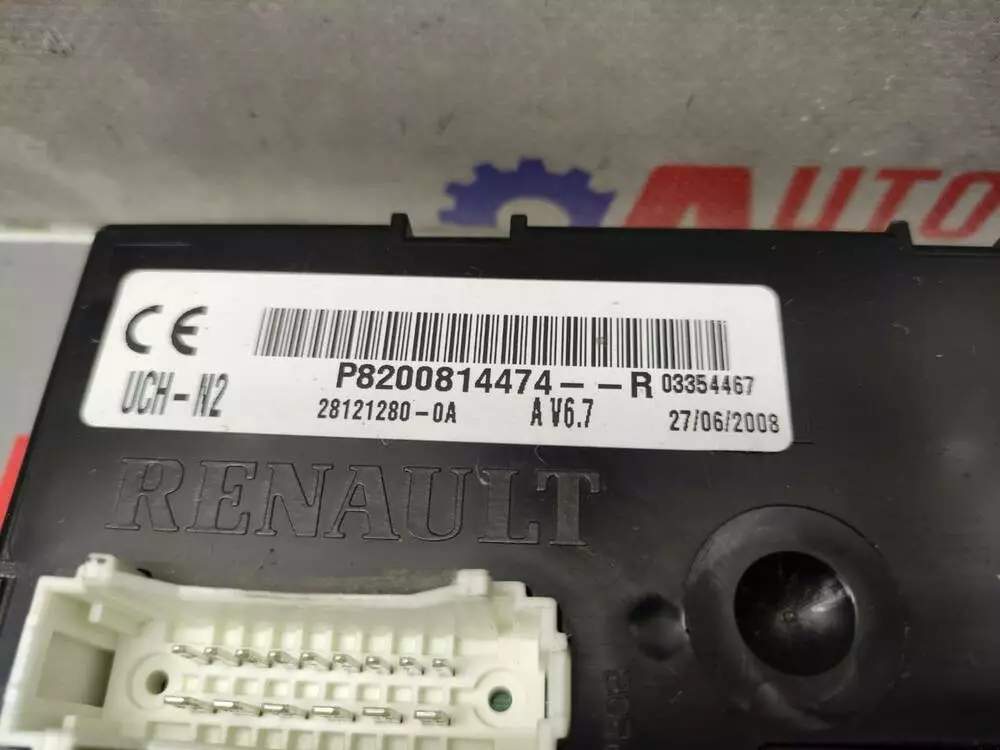 AUTO
CE
P8200814474--R 03354467
UCH-N2 28121280-0A A V6.7 27/06/2008
RENAULT